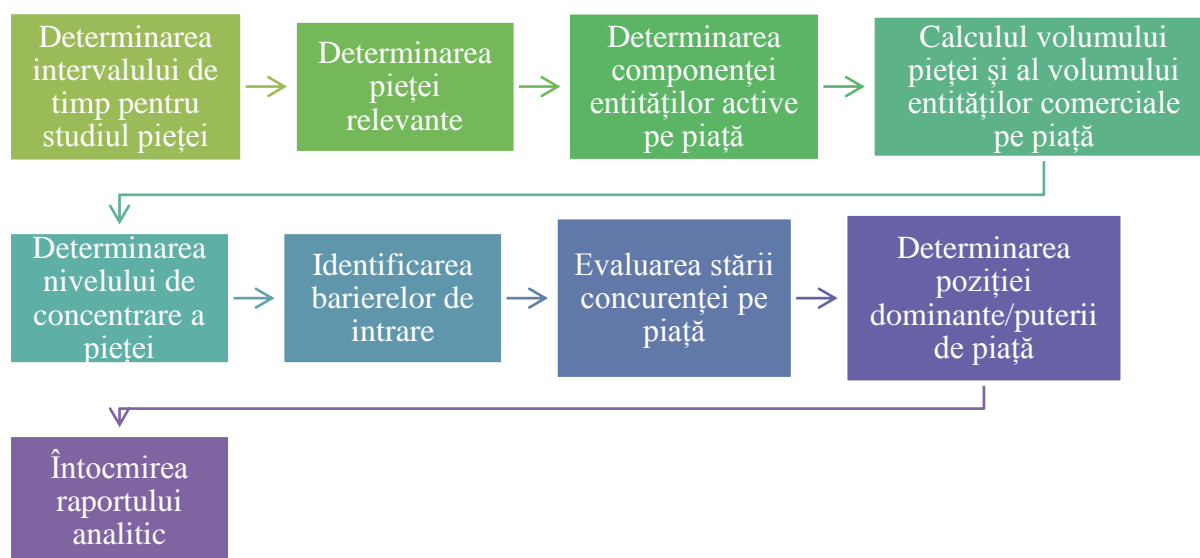 Determinarea
intervalului de
timp pentru
studiul pieței
Determinarea
pieței
relevante
Determinarea
componenței
entităților active
pe piață
Calculul volumului
pieței și al volumului
entităților comerciale
pe piață
Determinarea
nivelului de
concentrare a
pieței
Identificarea
barierelor de
intrare
Evaluarea stării
concurenței pe
piață
Determinarea
poziției
dominante/puterii
de piață
Întocmirea
raportului
analitic